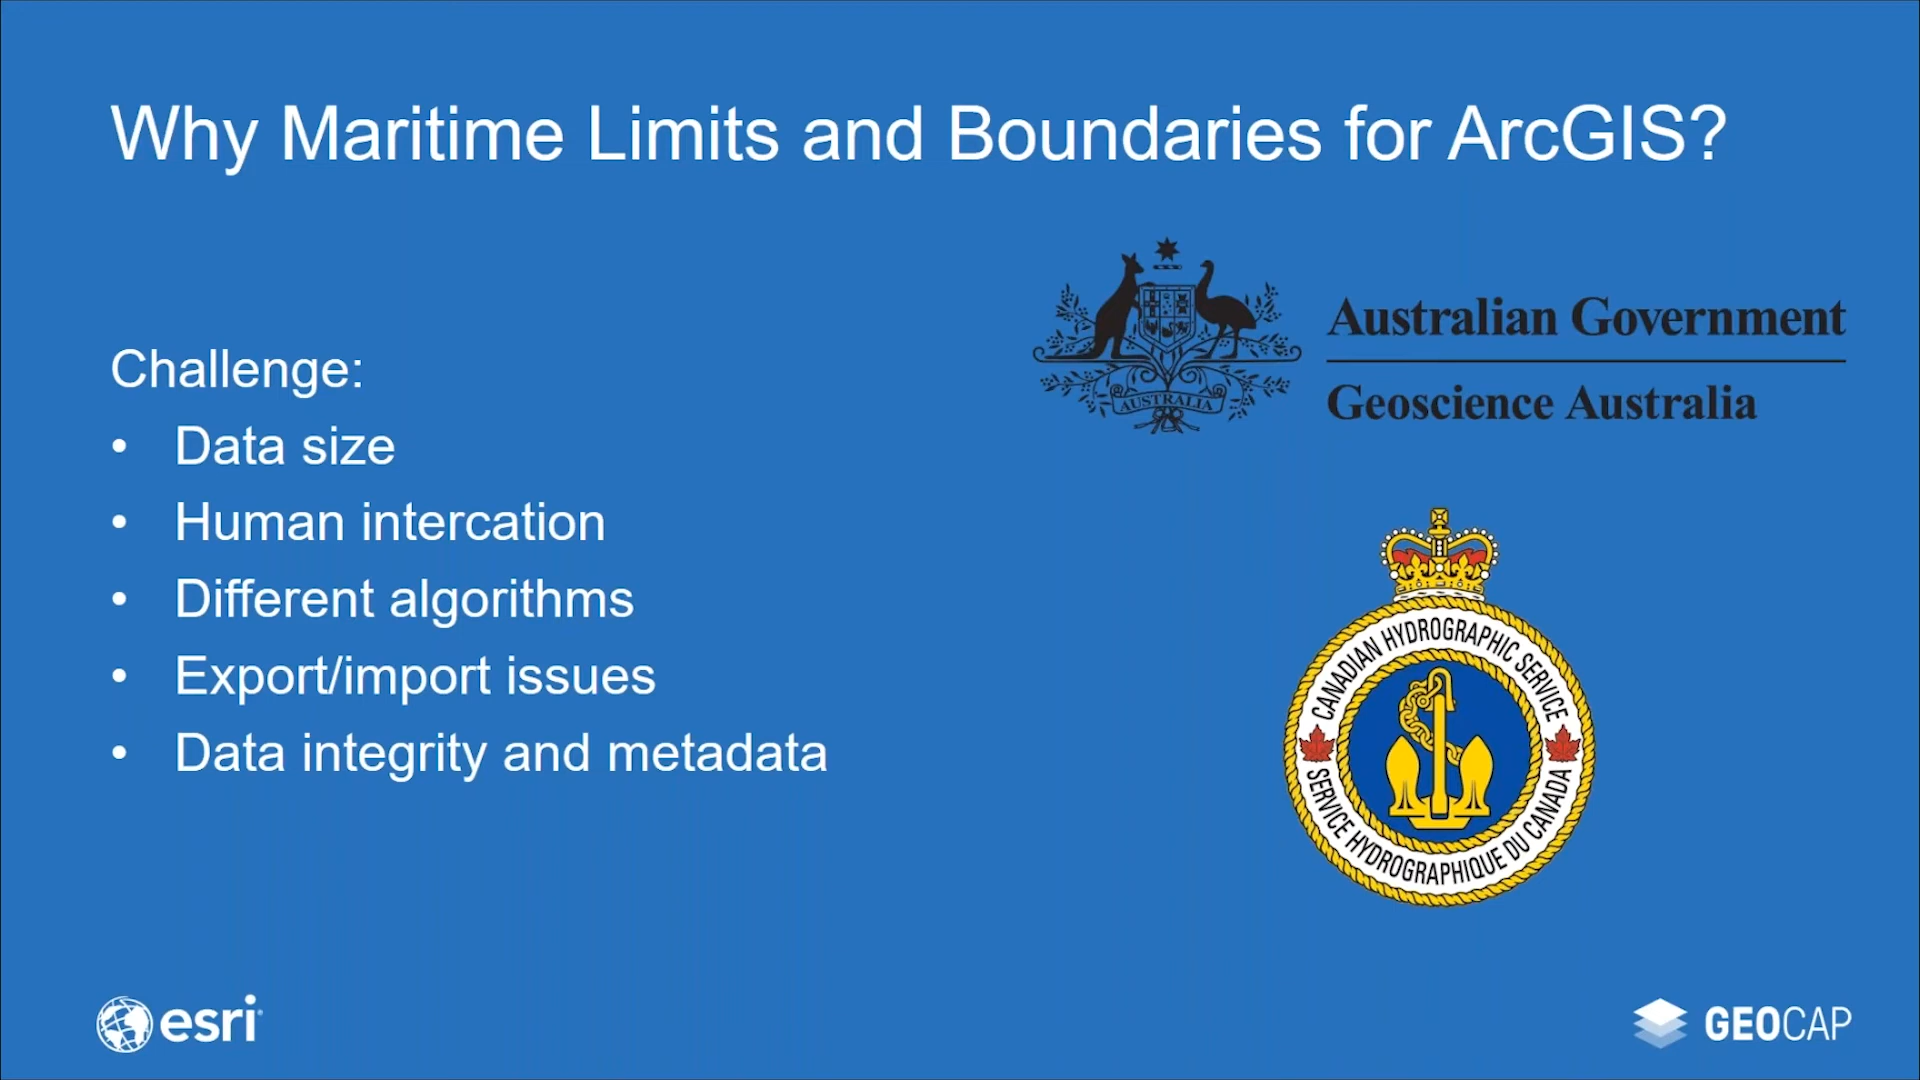 Why Maritime Limits and Boundaries for ArcGIS?
Challenge:
• Data size
• Human intercation
• Different algorithms
• Export/import issues
• Data integrity and metadata
AUSTRALIA
Australian Government
Geoscience Australia
CANADIAN HYDROGRAPHIC SERVICE
SERVICE HYDROGRAPHIQUE DU CANADA
esri
GEOCAP